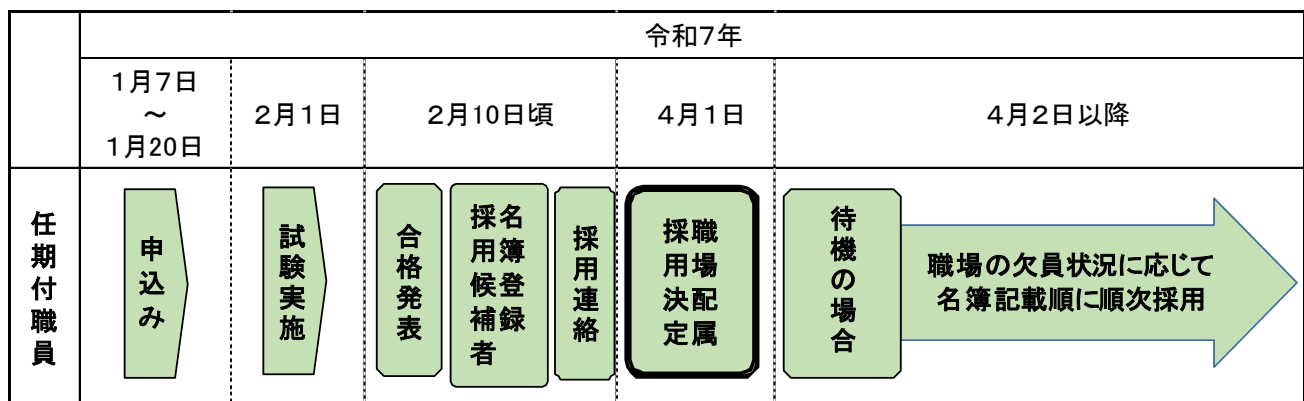 令和7年
1月7日
～
1月20日
2月1日
2月10日頃
4月1日
4月2日以降
任期付職員
申込み
試験実施
合格発表
採用候補者
名簿登録
採用連絡
採用決定
職場配属
待機の場合
職場の欠員状況に応じて
名簿記載順に順次採用